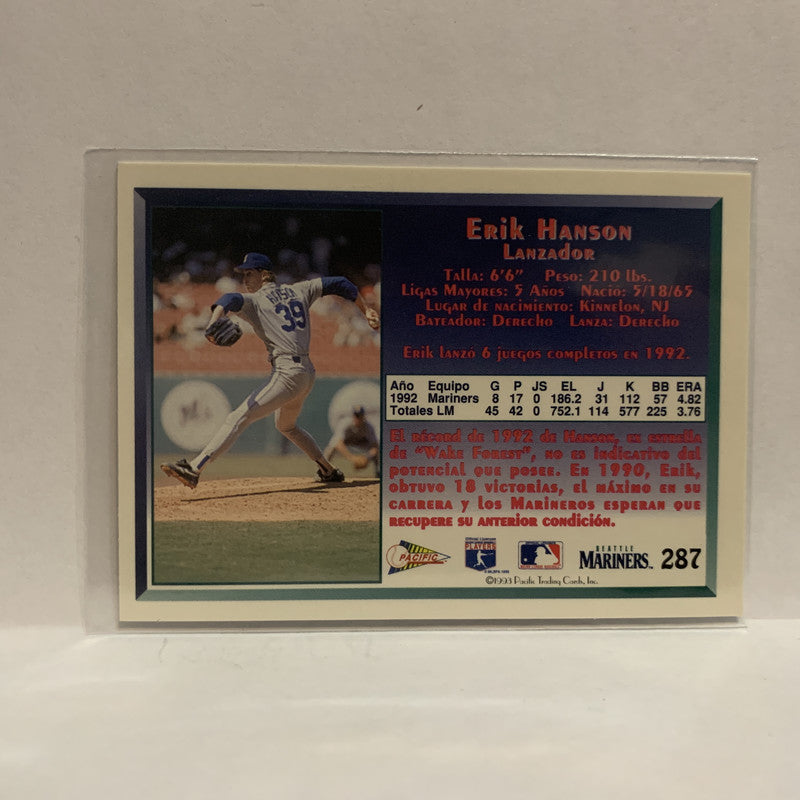 Erik Hanson
Lanzador
Talla: 6'6" Peso: 210 lbs.
Ligas Mayores: 5 Años Nació: 5/18/65
Lugar de nacimiento: Kinnelon, NJ
Bateador: Derecho Lanza: Derecho
Erik lanzó 6 juegos completos en 1992.
Año Equipo G P JS EL J K BB ERA
1992 Mariners 8 17 0 186.2 31 112 57 4.82
Totales LM 45 42 0 752.1 114 577 225 3.76
El récord de 1992 de Hanson, ex estrella
de "Wake Forest", no es indicativo del
potencial que posee. En 1990, Erik,
obtuvo 18 victorias, el máximo en su
carrera y los Marineros esperan que
recupere su anterior condición.
PACIFIC
PLAYERS
SEATTLE
MARINERS
287
©1993 Pacific Trading Cards, Inc.
39